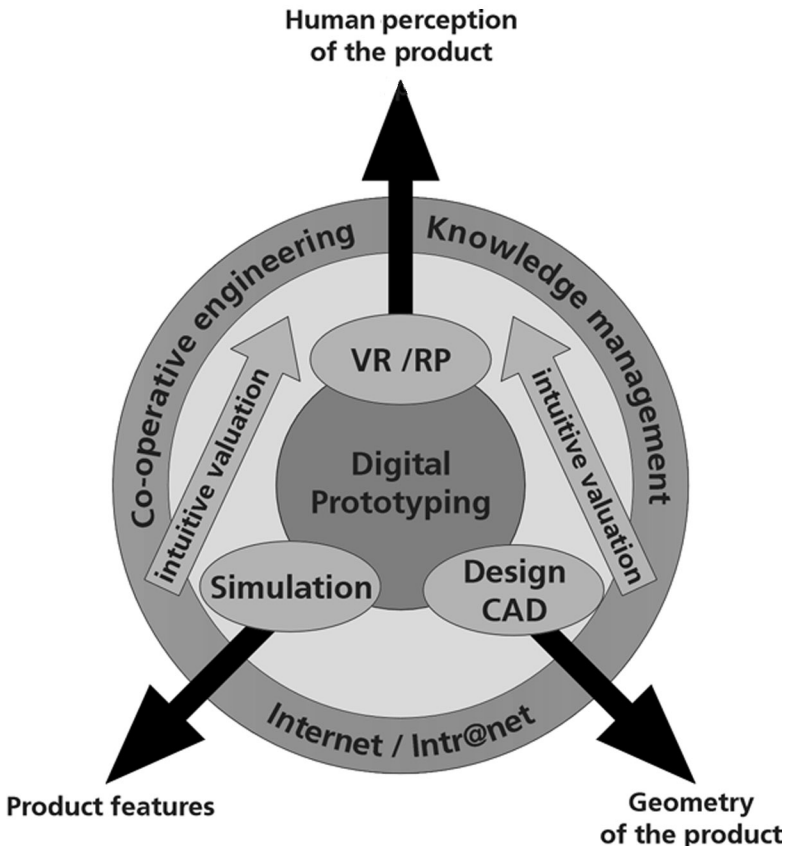 Human perception
of the product
Co-operative engineering
Knowledge management
VR /RP
intuitive valuation
intuitive valuation
Digital
Prototyping
Simulation
Design
CAD
Internet / Intr@net
Product features
Geometry
of the product